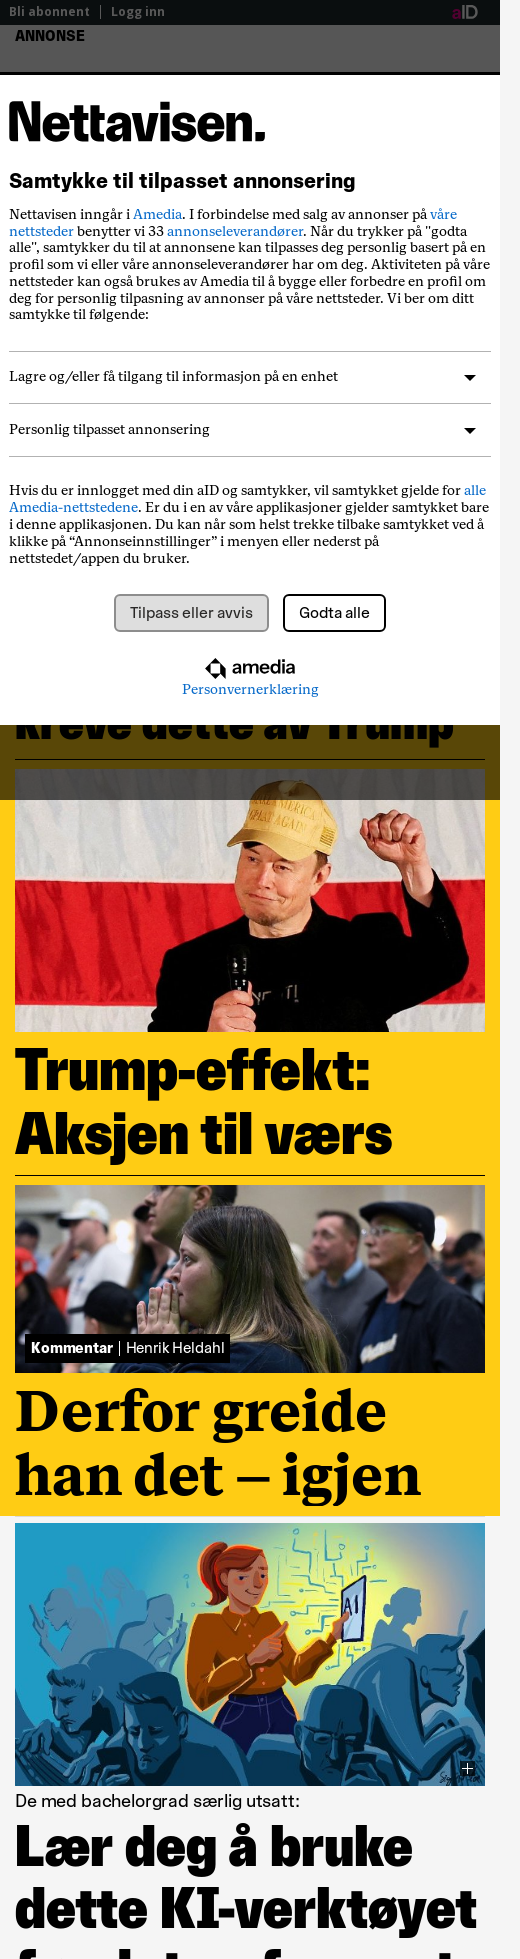 Bli abonnent | Logg inn
aID
ANNONSE
Nettavisen.
Samtykke til tilpasset annonsering
Nettavisen inngår i Amedia. I forbindelse med salg av annonser på våre
nettsteder benytter vi 33 annonseleverandører. Når du trykker på "godta
alle", samtykker du til at annonsene kan tilpasses deg personlig basert på en
profil som vi eller våre annonseleverandører har om deg. Aktiviteten på våre
nettsteder kan også brukes av Amedia til å bygge eller forbedre en profil om
deg for personlig tilpasning av annonser på våre nettsteder. Vi ber om ditt
samtykke til følgende:
Lagre og/eller få tilgang til informasjon på en enhet
Personlig tilpasset annonsering
Hvis du er innlogget med din aID og samtykker, vil samtykket gjelde for alle
Amedia-nettstedene. Er du i en av våre applikasjoner gjelder samtykket bare
i denne applikasjonen. Du kan når som helst trekke tilbake samtykket ved å
klikke på “Annonseinnstillinger” i menyen eller nederst på
nettstedet/appen du bruker.
Tilpass eller avvis
Godta alle
amedia
Personvernerklæring
kreve dette av Trump
MAKE AMERICA
GREAT AGAIN!
Trump-effekt:
Aksjen til værs
Kommentar | Henrik Heldahl
Derfor greide
han det – igjen
AI
De med bachelorgrad særlig utsatt:
Lær deg å bruke
dette KI-verktøyet